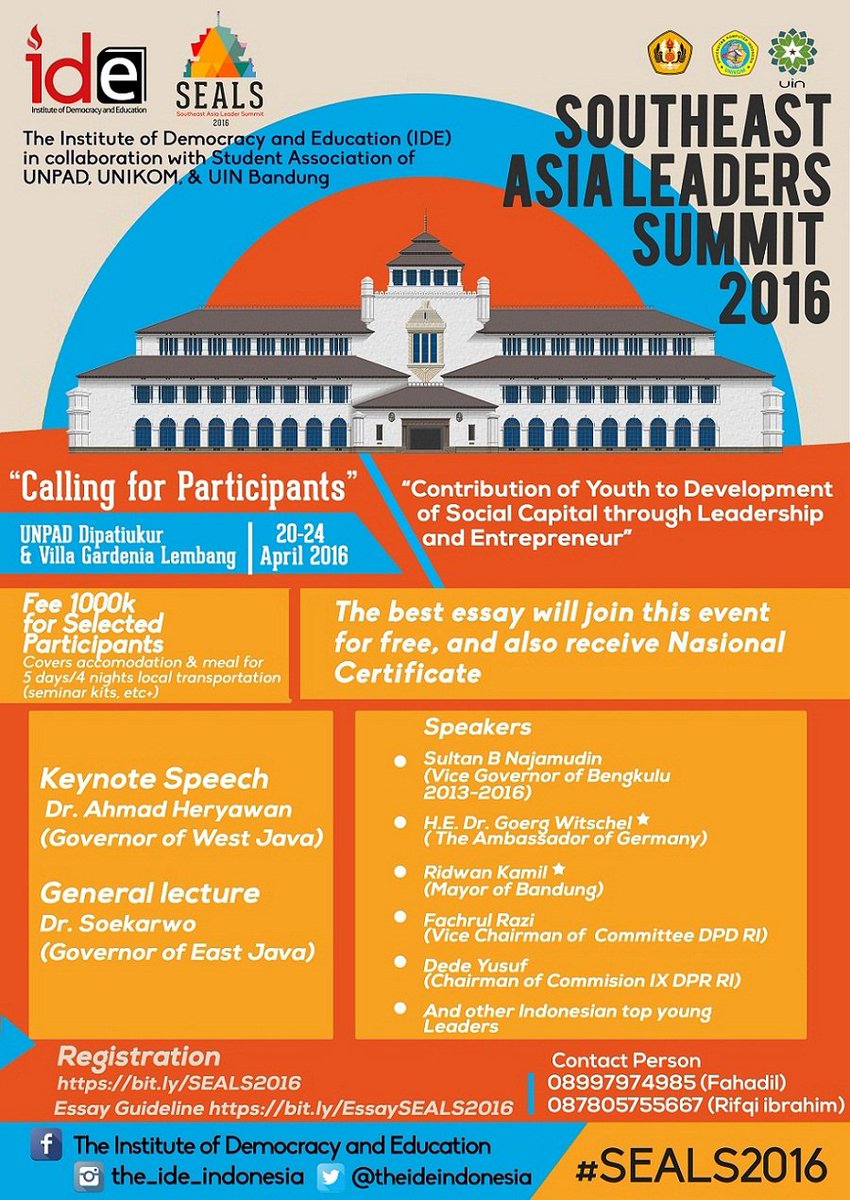 ide
Institute of Democracy and Education
SEALS
Southeast Asia Leader Summit
2016
UNIKOM
uin
The Institute of Democracy and Education (IDE)
in collaboration with Student Association of
UNPAD, UNIKOM, & UIN Bandung
SOUTHEAST
ASIA LEADERS
SUMMIT
2016
“Calling for Participants”
UNPAD Dipatiukur
& Villa Gardenia Lembang
20-24
April 2016
“Contribution of Youth to Development
of Social Capital through Leadership
and Entrepreneur”
Fee 1000k
for Selected
Participants
Covers accomodation & meal for
5 days/4 nights local transportation
(seminar kits, etc+)
The best essay will join this event
for free, and also receive Nasional
Certificate
Keynote Speech
Dr. Ahmad Heryawan
(Governor of West Java)
General lecture
Dr. Soekarwo
(Governor of East Java)
Speakers
Sultan B Najamudin
(Vice Governor of Bengkulu
2013-2016)
H.E. Dr. Goerg Witschel
( The Ambassador of Germany)
Ridwan Kamil
(Mayor of Bandung)
Fachrul Razi
(Vice Chairman of Committee DPD RI)
Dede Yusuf
(Chairman of Commision IX DPR RI)
And other Indonesian top young
Leaders
Registration
https://bit.ly/SEALS2016
Essay Guideline https://bit.ly/EssaySEALS2016
Contact Person
08997974985 (Fahadil)
087805755667 (Rifqi ibrahim)
The Institute of Democracy and Education
the_ide_indonesia
@theideindonesia
#SEALS2016